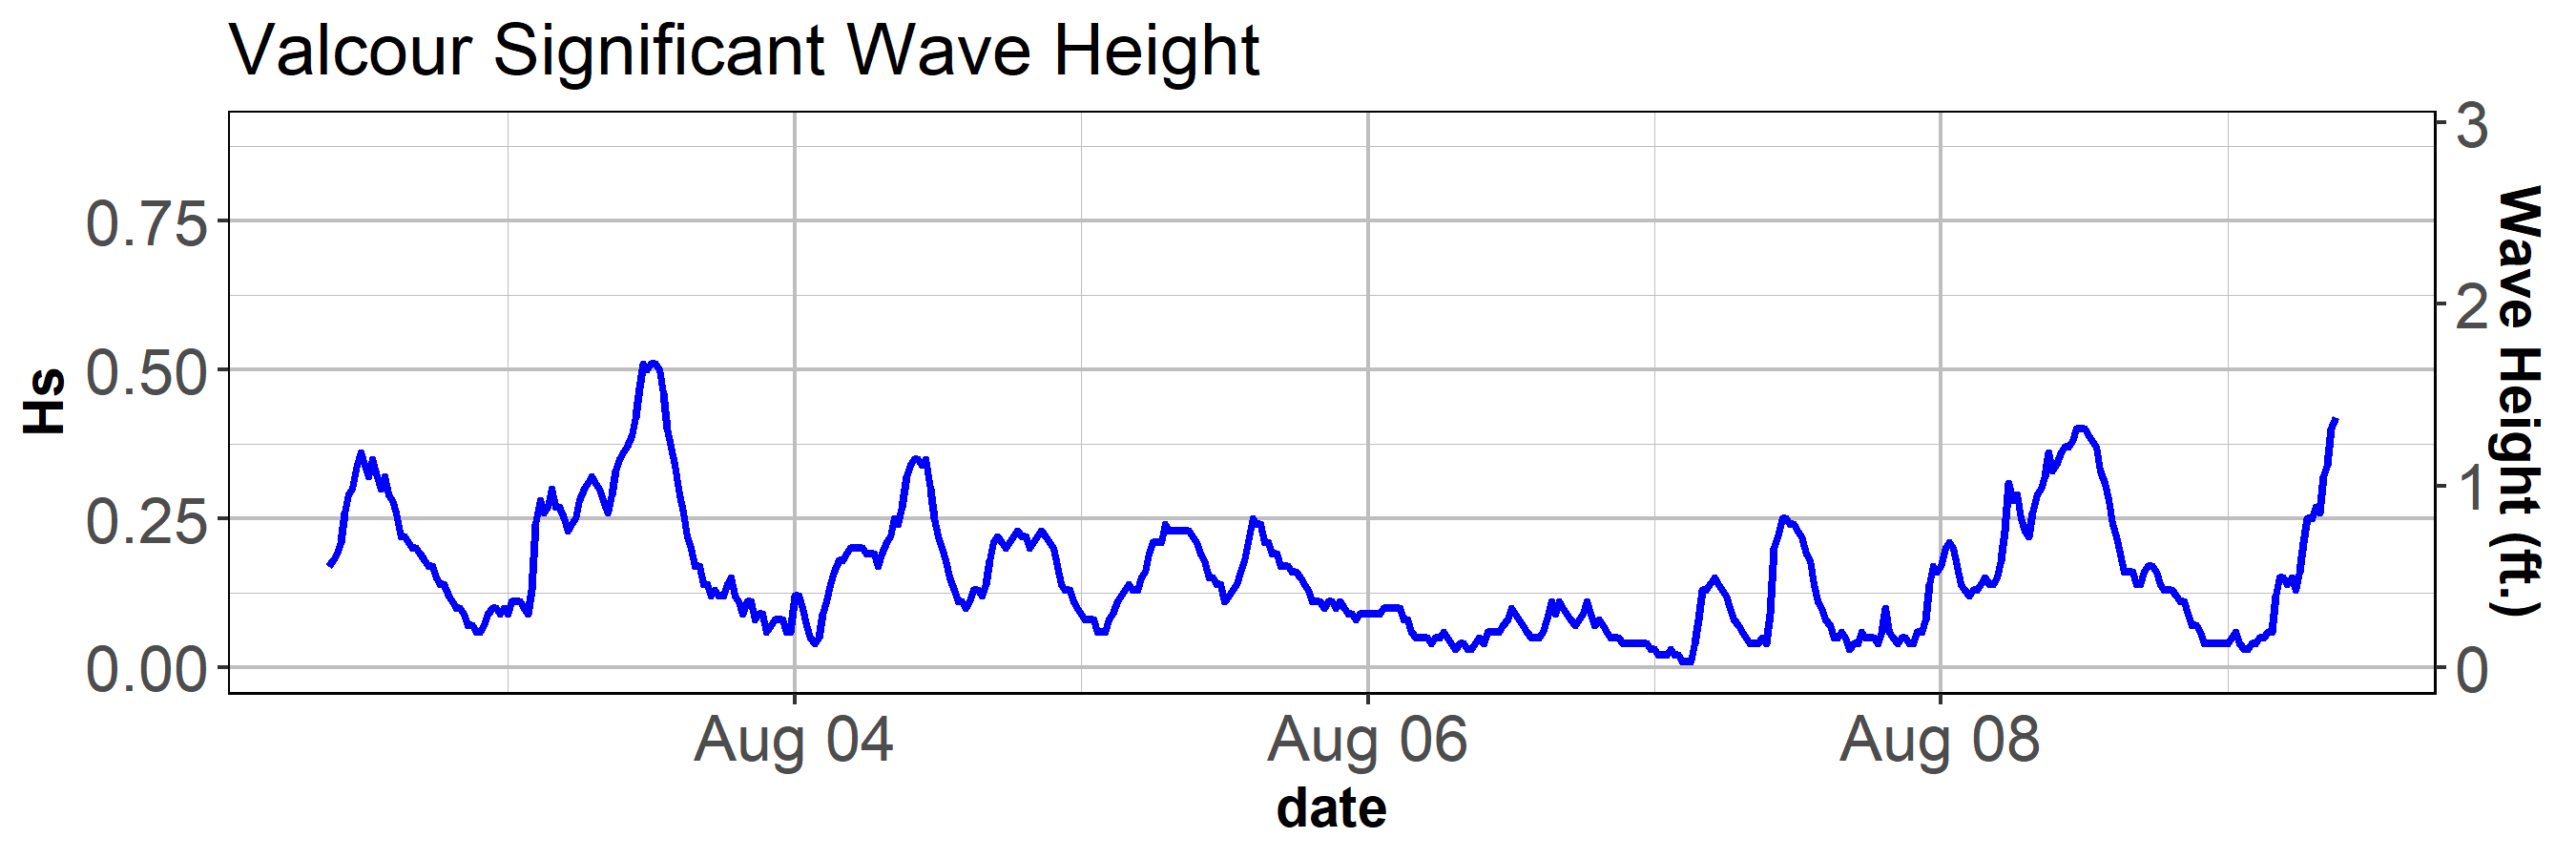 Valcour Significant Wave Height
Hs
0.75
0.50
0.25
0.00
3
2
1
0
Wave Height (ft.)
Aug 04
Aug 06
Aug 08
date